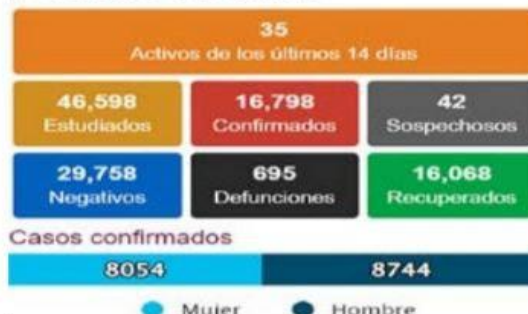 35
Activos de los últimos 14 días
46,598 16,798 42
Estudiados Confirmados Sospechosos
29,758 695 16,068
Negativos Defunciones Recuperados
Casos confirmados
8054 8744
Mujer Hombre